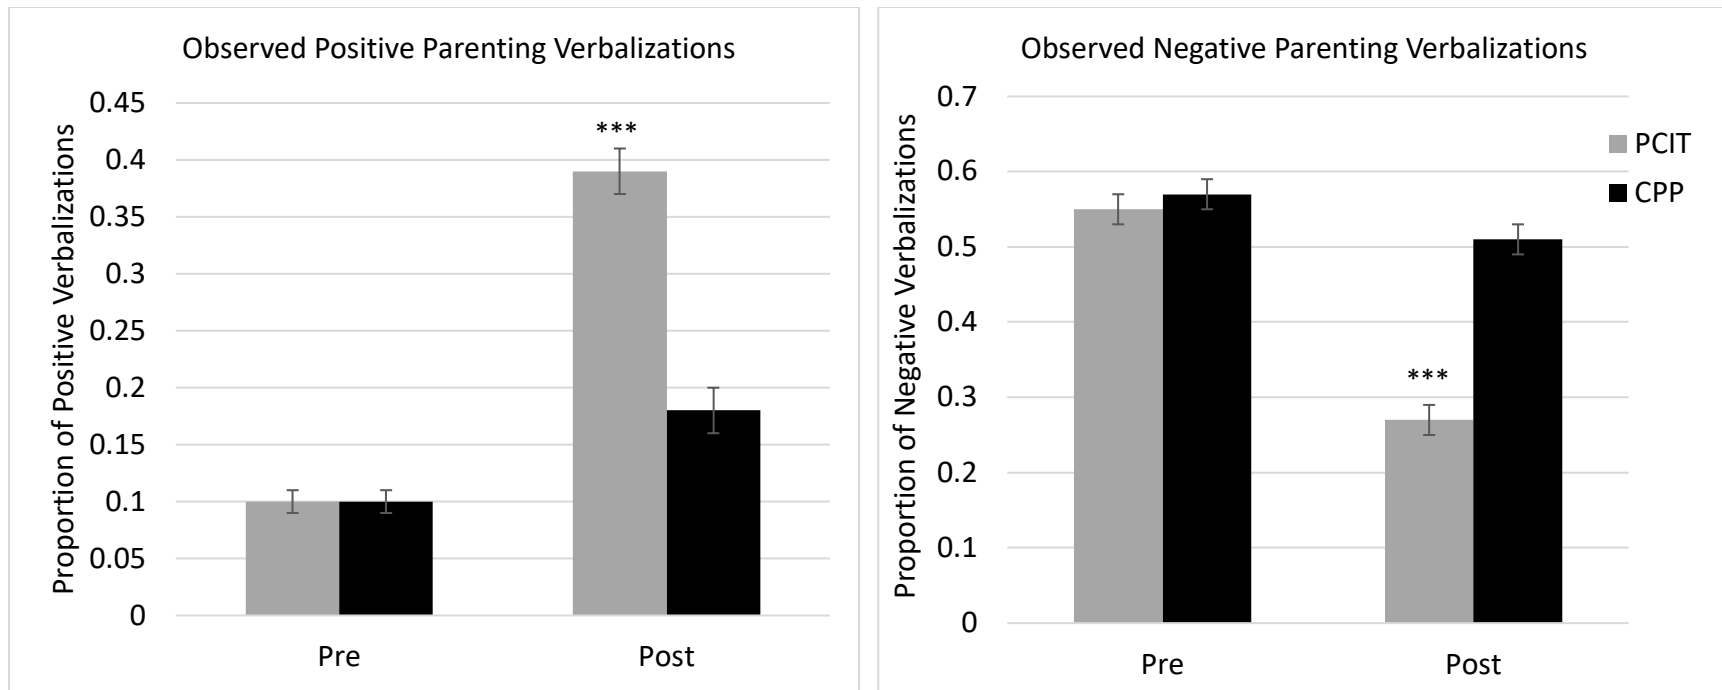 Observed Positive Parenting Verbalizations
Proportion of Positive Verbalizations
0.45
0.4
0.35
0.3
0.25
0.2
0.15
0.1
0.05
0
***
Pre
Post
Observed Negative Parenting Verbalizations
Proportion of Negative Verbalizations
0.7
0.6
0.5
0.4
0.3
0.2
0.1
0
***
Pre
Post
PCIT
CPP